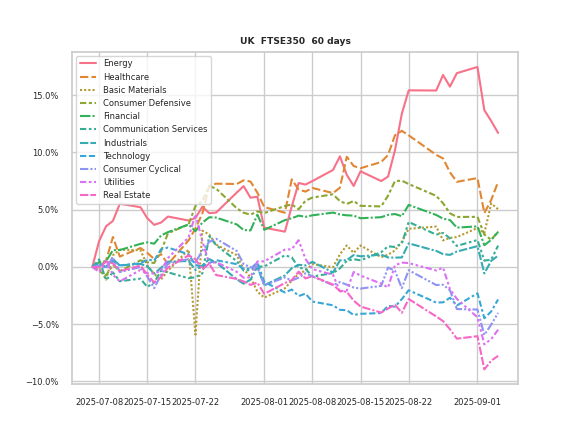 UK  FTSE350  60 days
Energy
Healthcare
Basic Materials
Consumer Defensive
Financial
Communication Services
Industrials
Technology
Consumer Cyclical
Utilities
Real Estate
15.0%
10.0%
5.0%
0.0%
−5.0%
−10.0%
2025-07-08 2025-07-15 2025-07-22 2025-08-01 2025-08-08 2025-08-15 2025-08-22 2025-09-01